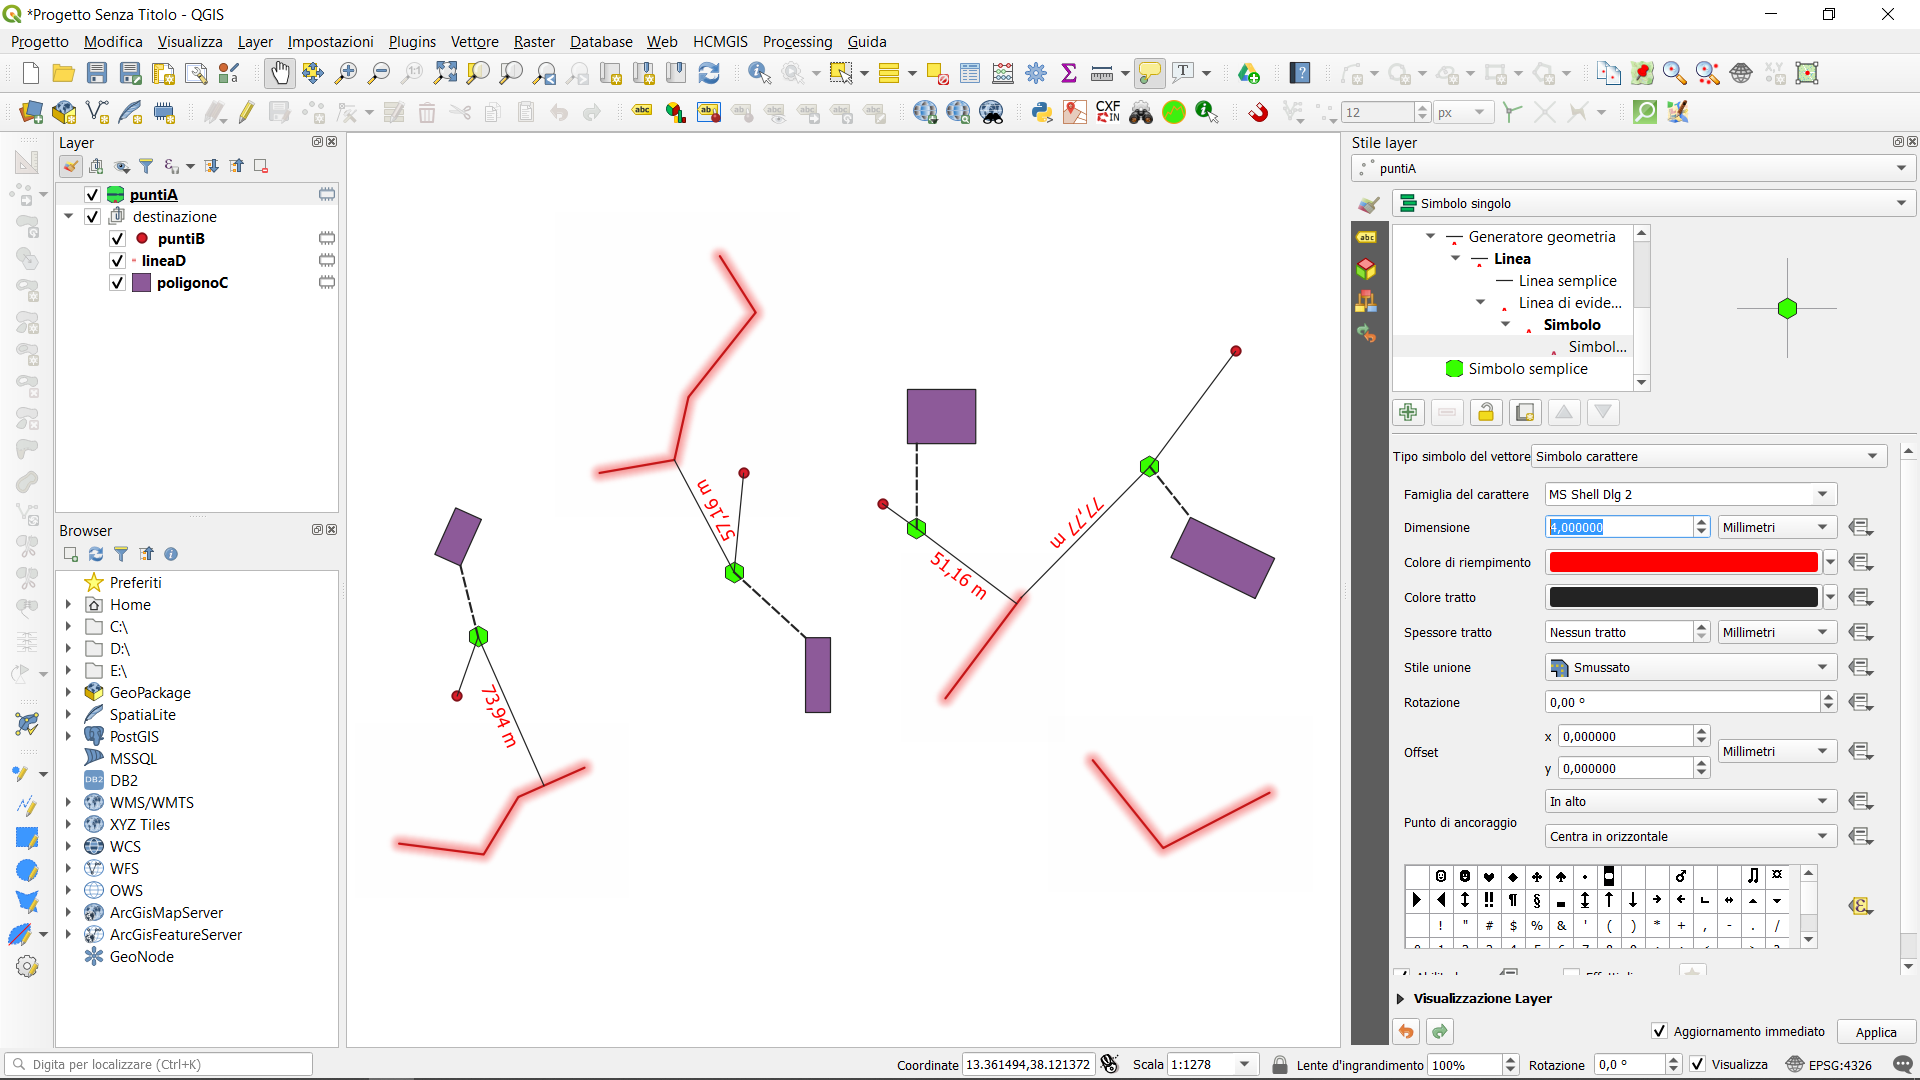 *Progetto Senza Titolo - QGIS
Progetto Modifica Visualizza Layer Impostazioni Plugins Vettore Raster Database Web HCMGIS Processing Guida
12 px
Layer
puntiA
destinazione
puntiB
lineaD
poligonoC
Browser
Preferiti
Home
C:\
D:\
E:\
GeoPackage
SpatiaLite
PostGIS
MSSQL
DB2
WMS/WMTS
XYZ Tiles
WCS
WFS
OWS
ArcGisMapServer
ArcGisFeatureServer
GeoNode
57,16 m
73,94 m
51,16 m
77,77 m
Stile layer
puntiA
Simbolo singolo
Generatore geometria
Linea
Linea semplice
Linea di evide...
Simbolo
Simbol...
Simbolo semplice
Tipo simbolo del vettore Simbolo carattere
Famiglia del carattere MS Shell Dlg 2
Dimensione 4,000000 Millimetri
Colore di riempimento
Colore tratto
Spessore tratto Nessun tratto Millimetri
Stile unione Smussato
Rotazione 0,00 °
Offset x 0,000000 Millimetri
y 0,000000
Punto di ancoraggio In alto
Centra in orizzontale
! " # $ % & ' ( ) * + , - . /
Visualizzazione Layer
Aggiornamento immediato Applica
Digita per localizzare (Ctrl+K) Coordinate 13.361494,38.121372 Scala 1:1278 Lente d'ingrandimento 100% Rotazione 0,0 ° Visualizza EPSG:4326